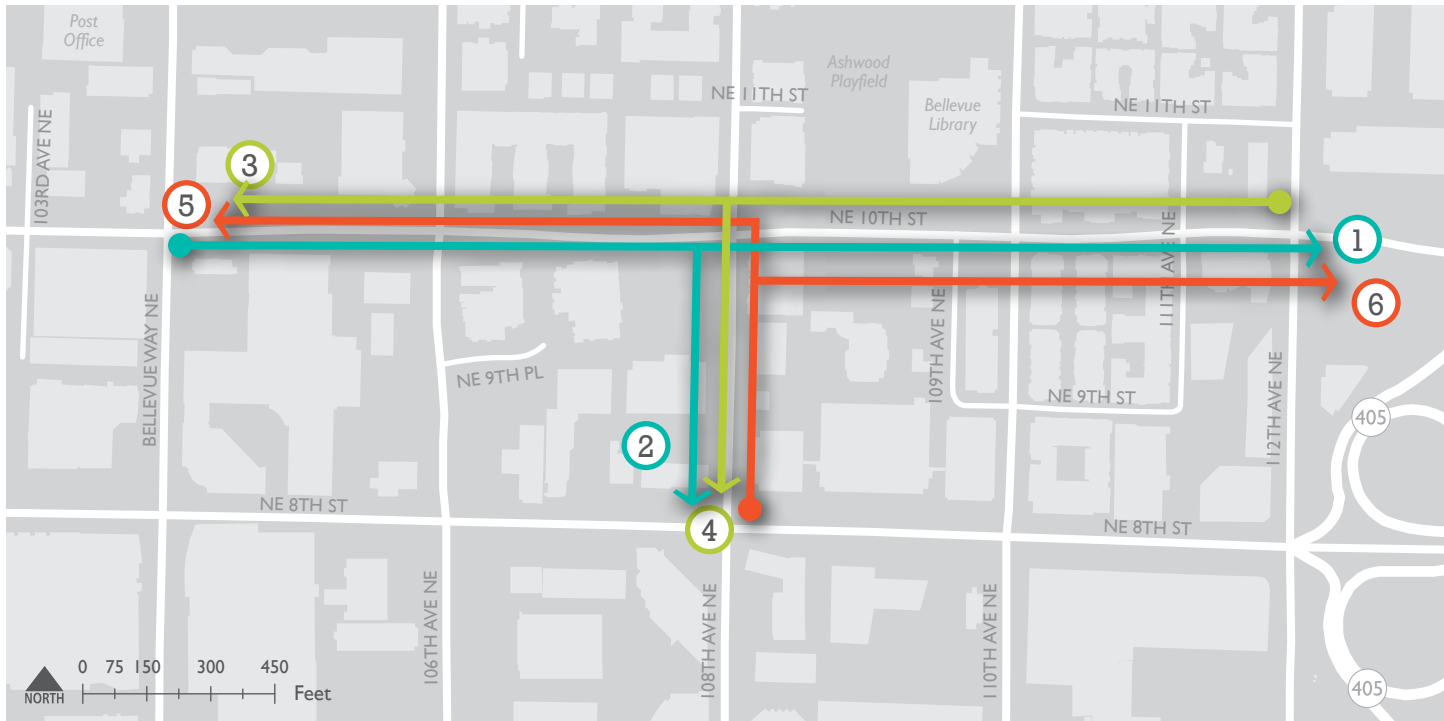 Post
Office
Ashwood
Playfield
NE 11TH ST
Bellevue
Library
NE 11TH ST
103RD AVE NE
3
5
NE 10TH ST
1
6
111TH AVE NE
109TH AVE NE
BELLEVUE WAY NE
NE 9TH PL
NE 9TH ST
112TH AVE NE
405
2
NE 8TH ST
4
NE 8TH ST
106TH AVE NE
108TH AVE NE
110TH AVE NE
0 75 150 300 450
Feet
NORTH
405